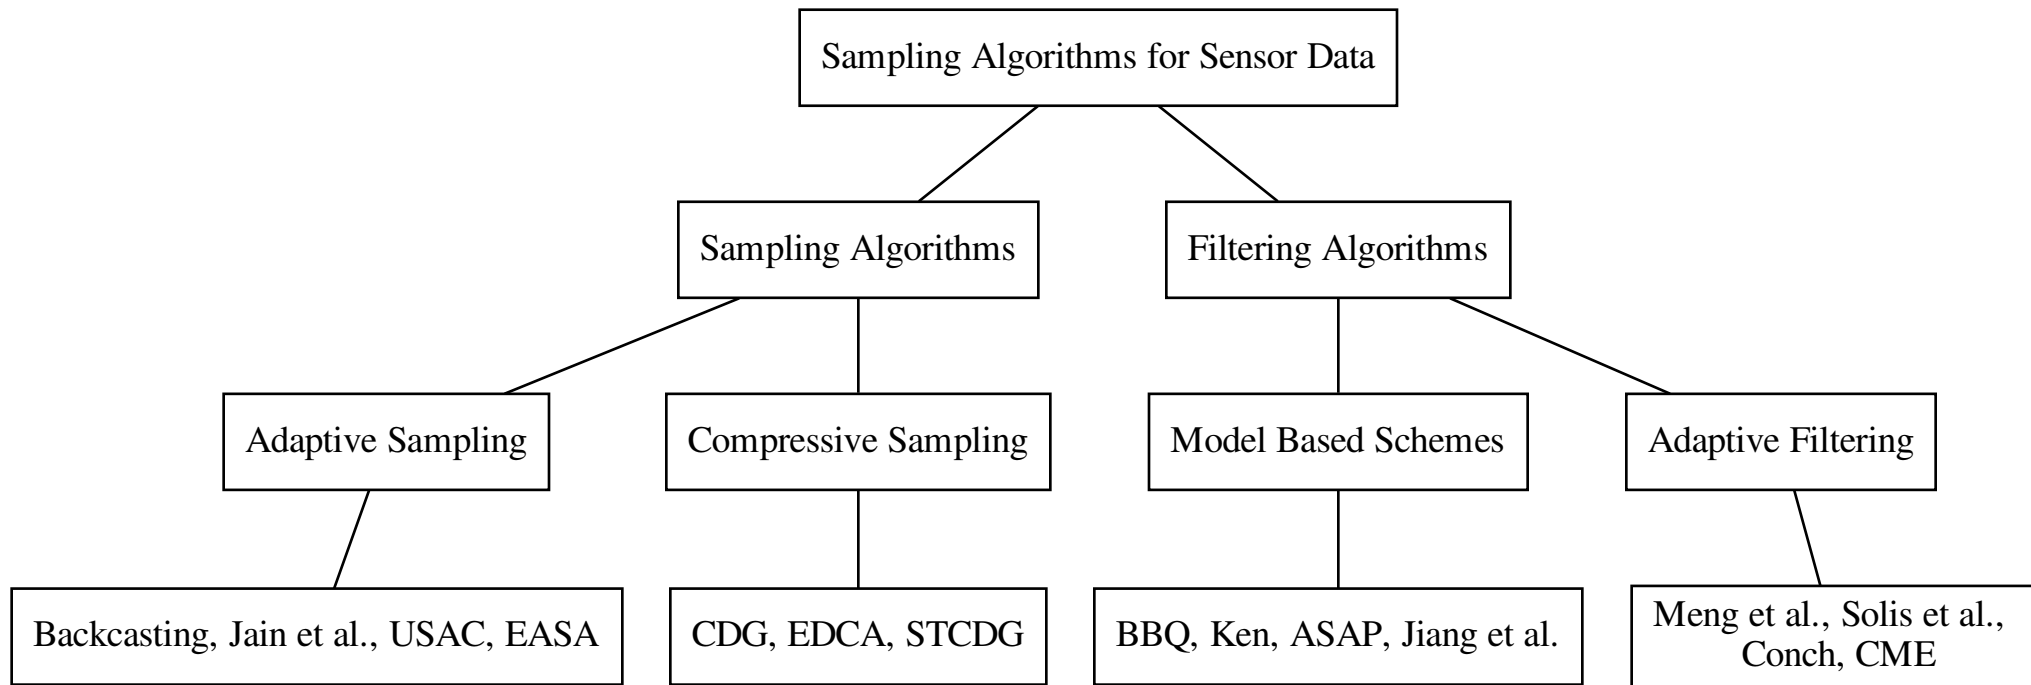 Sampling Algorithms for Sensor Data
Sampling Algorithms
Filtering Algorithms
Adaptive Sampling
Compressive Sampling
Model Based Schemes
Adaptive Filtering
Backcasting, Jain et al., USAC, EASA
CDG, EDCA, STCDG
BBQ, Ken, ASAP, Jiang et al.
Meng et al., Solis et al.,
Conch, CME